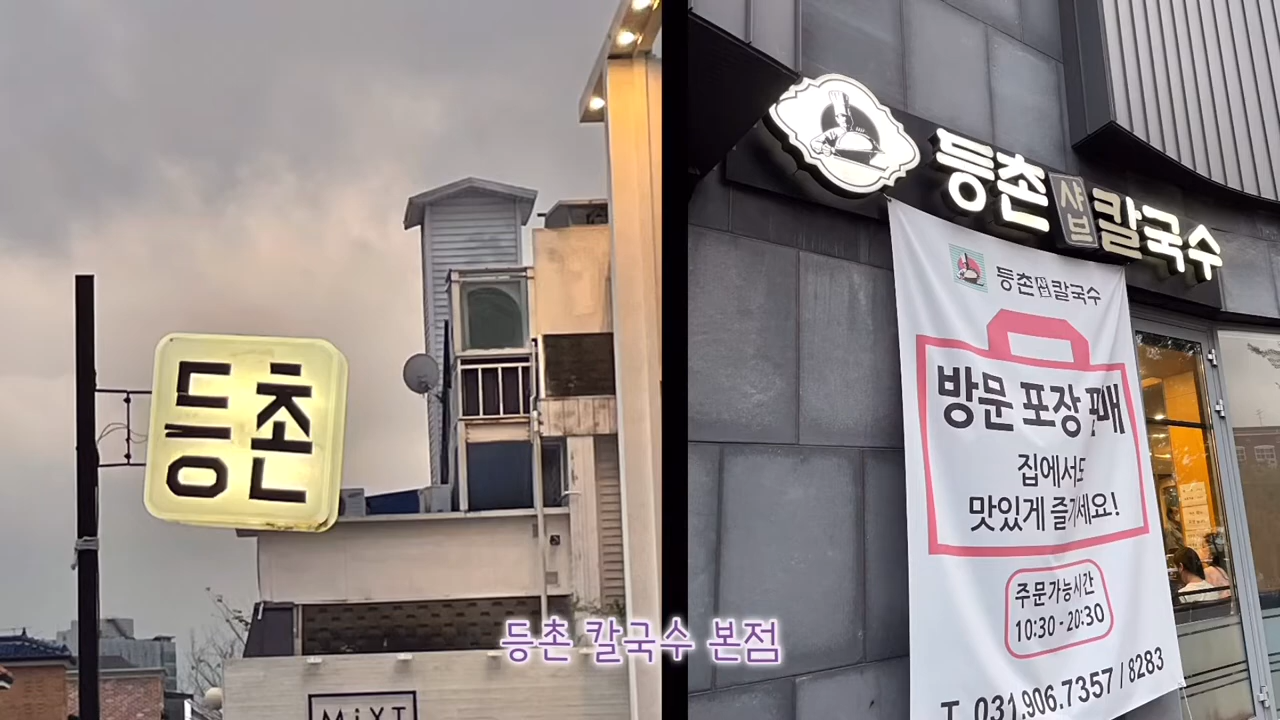 등촌
MiXT
등촌샤브칼국수
등촌샤브칼국수
방문 포장 판매
집에서도
맛있게 즐기세요!
주문가능시간
10:30 - 20:30
T. 031.906.7357 / 8283
등촌 칼국수 본점